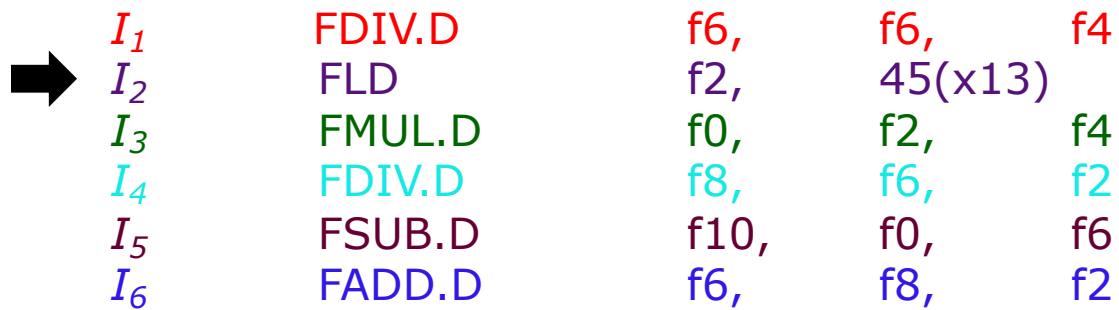 I1 FDIV.D f6, f6, f4
I2 FLD f2, 45(x13)
I3 FMUL.D f0, f2, f4
I4 FDIV.D f8, f6, f2
I5 FSUB.D f10, f0, f6
I6 FADD.D f6, f8, f2